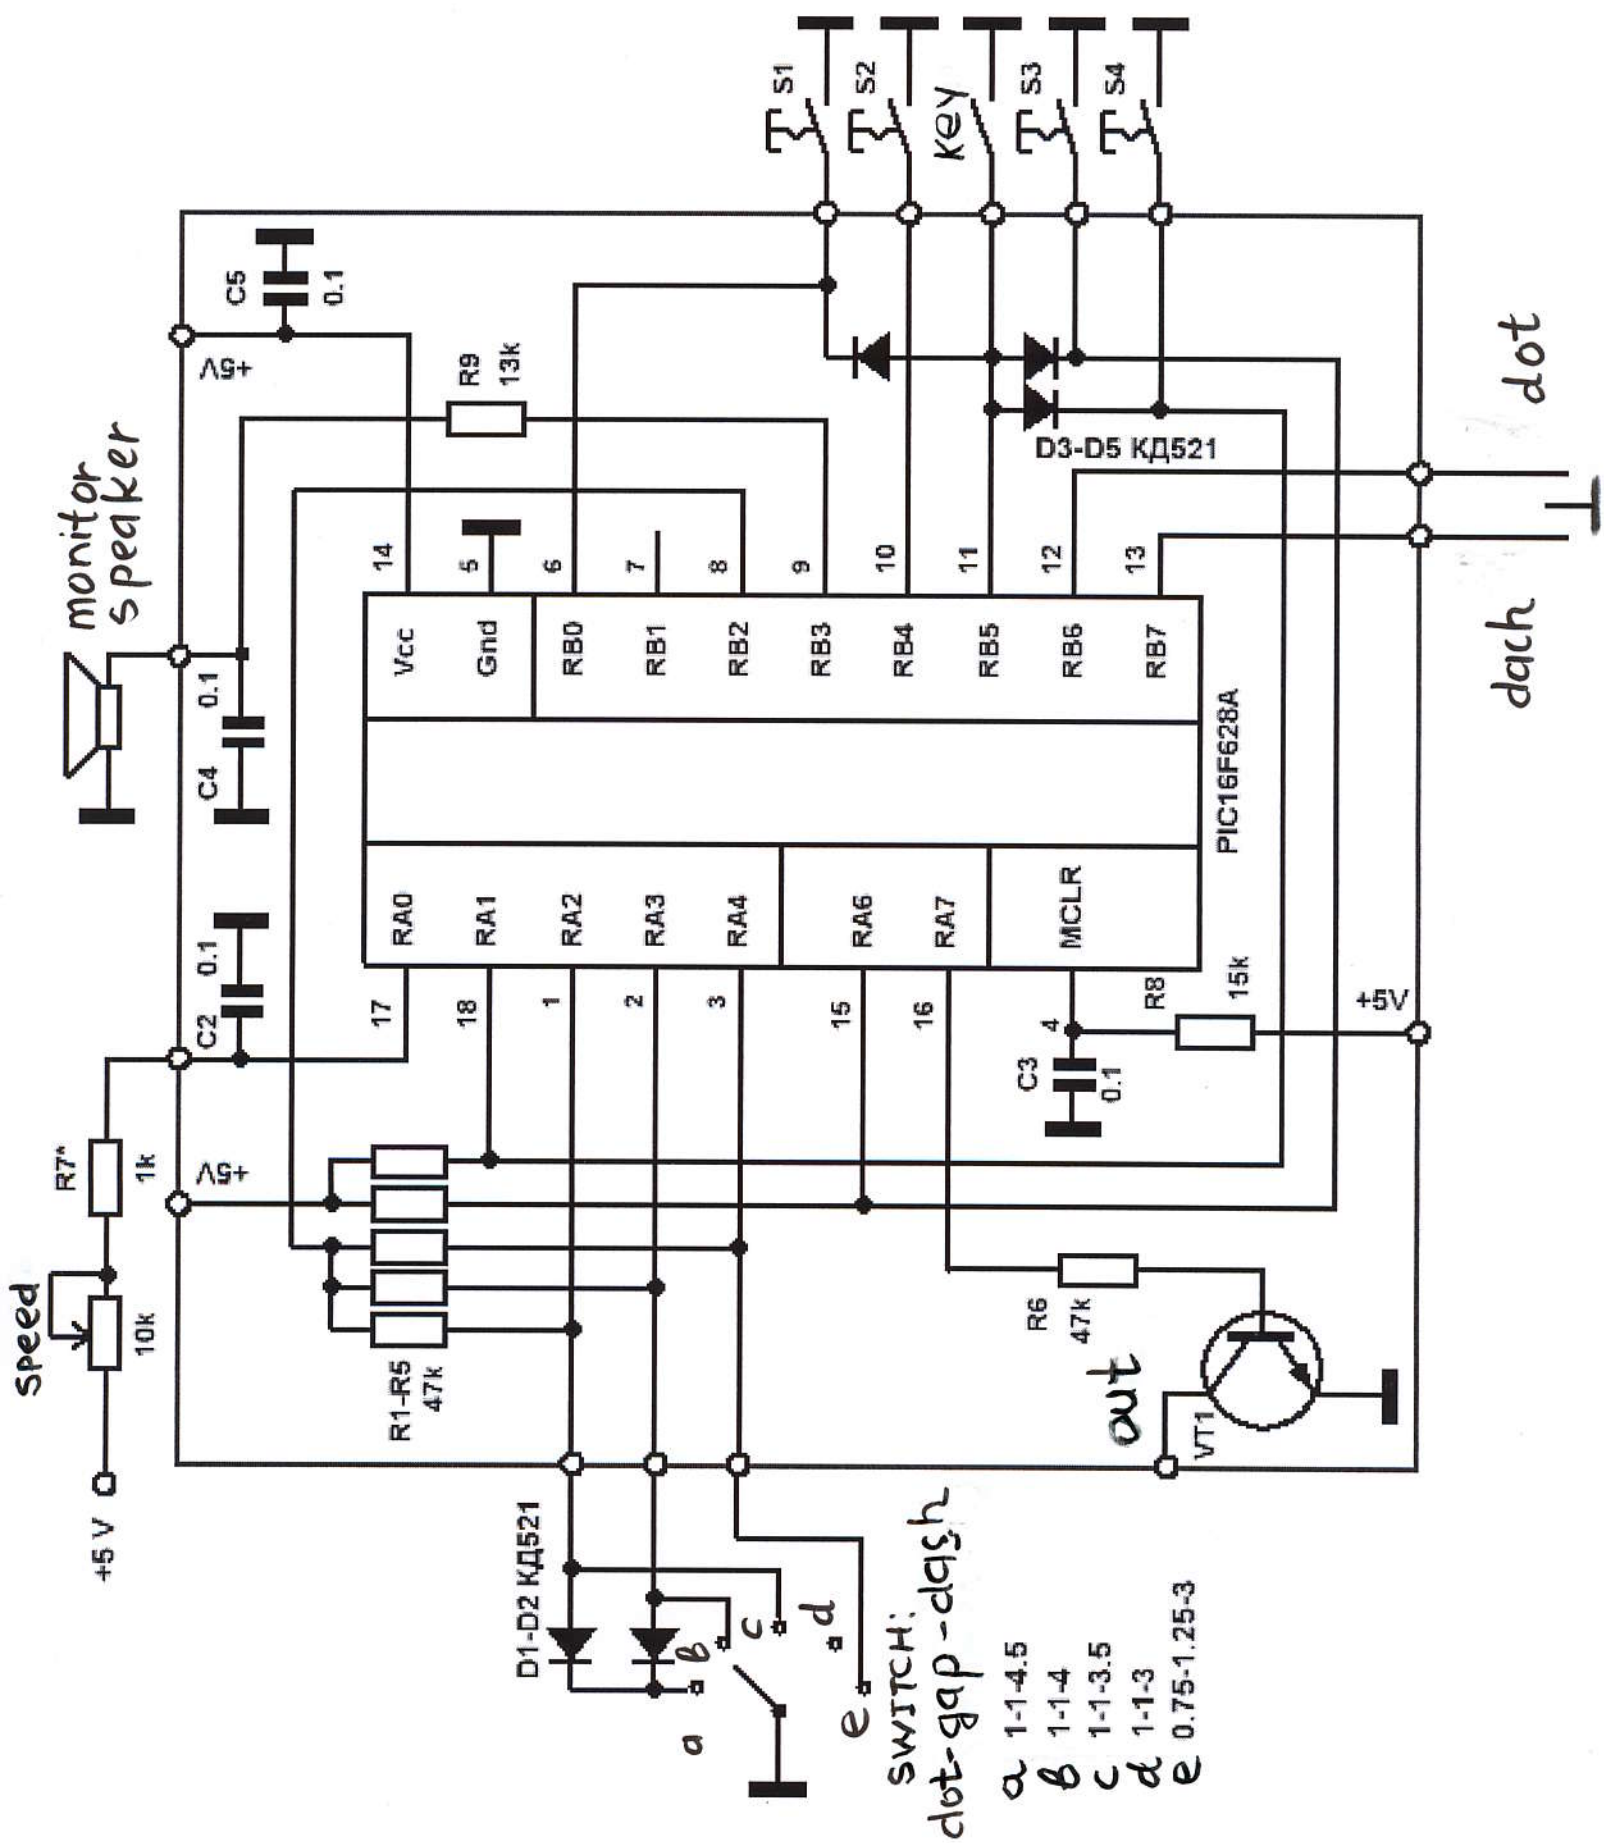 S1
S2
key
S3
S4
C5
0.1
+5V
R9
13k
monitor
speaker
D3-D5 КД521
dot
dach
14
5
6
7
8
9
10
11
12
13
Vcc
Gnd
RB0
RB1
RB2
RB3
RB4
RB5
RB6
RB7
PIC16F628A
C4
0.1
C2
0.1
RA0
RA1
RA2
RA3
RA4
RA6
RA7
MCLR
17
18
1
2
3
15
16
4
R8
15k
+5V
C3
0.1
R7*
1k
+5V
speed
10k
+5 V
R1-R5
47k
R6
47k
out
VT1
D1-D2 КД521
a
b
c
d
e
SWITCH:
dot-gap-dash
a 1-1-4.5
b 1-1-4
c 1-1-3.5
d 1-1-3
e 0.75-1.25-3